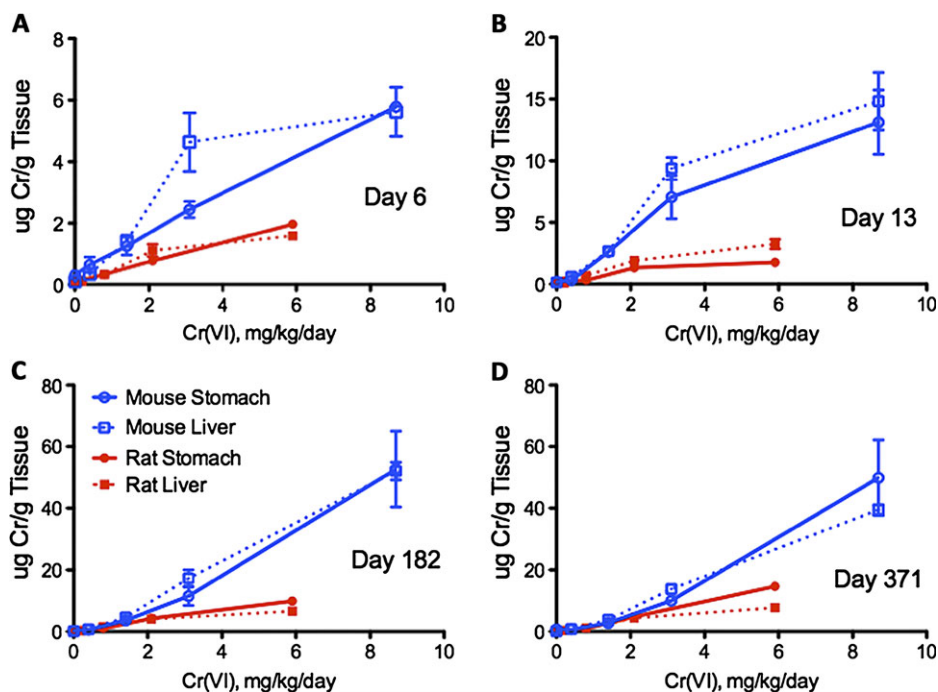 A
ug Cr/g Tissue
8
6
4
2
0
Day 6
0 2 4 6 8 10
Cr(VI), mg/kg/day
B
ug Cr/g Tissue
20
15
10
5
0
Day 13
0 2 4 6 8 10
Cr(VI), mg/kg/day
C
ug Cr/g Tissue
80
60
40
20
0
Mouse Stomach
Mouse Liver
Rat Stomach
Rat Liver
Day 182
0 2 4 6 8 10
Cr(VI), mg/kg/day
D
ug Cr/g Tissue
80
60
40
20
0
Day 371
0 2 4 6 8 10
Cr(VI), mg/kg/day